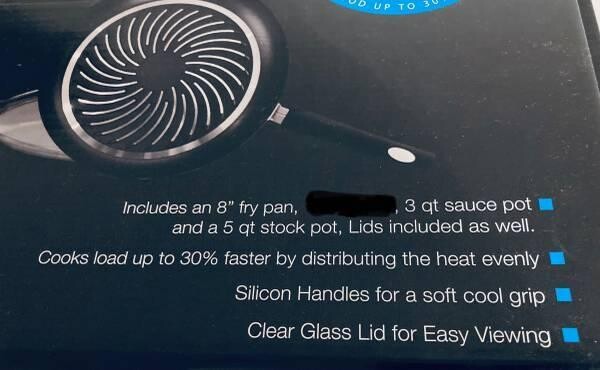 UP TO 30
Includes an 8” fry pan, , 3 qt sauce pot
and a 5 qt stock pot, Lids included as well.
Cooks load up to 30% faster by distributing the heat evenly
Silicon Handles for a soft cool grip
Clear Glass Lid for Easy Viewing